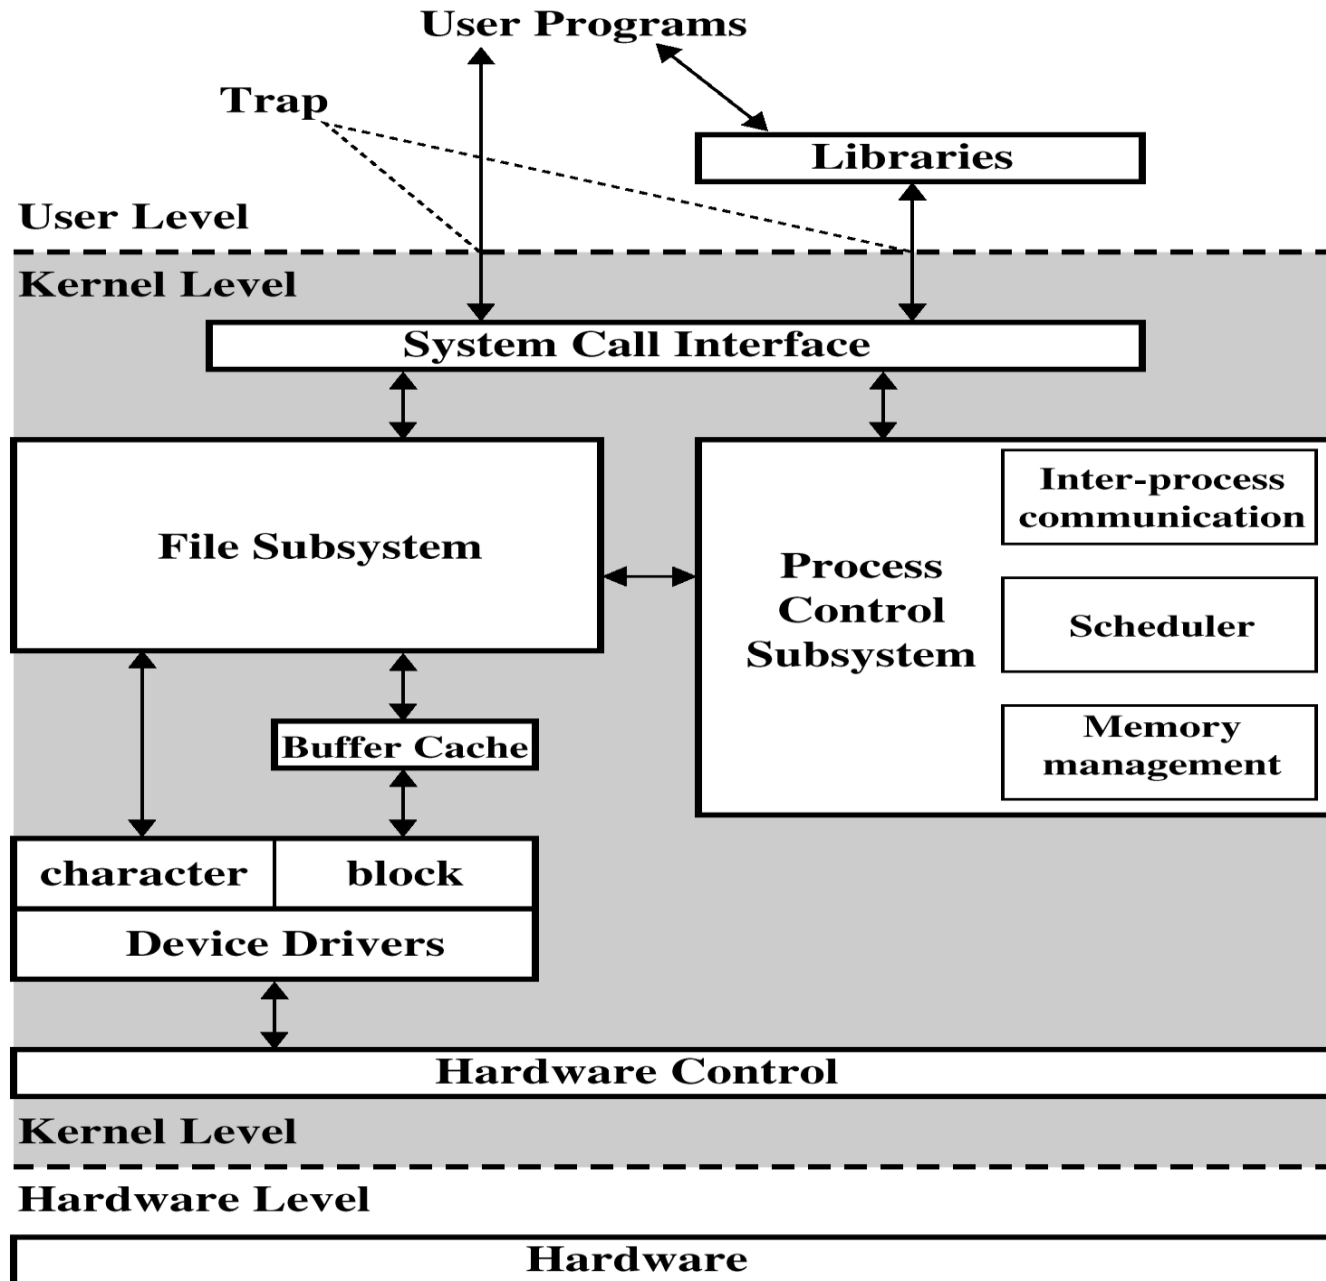 User Programs
Trap
Libraries
User Level
Kernel Level
System Call Interface
File Subsystem
Process
Control
Subsystem
Inter-process
communication
Scheduler
Memory
management
Buffer Cache
character
block
Device Drivers
Hardware Control
Kernel Level
Hardware Level
Hardware